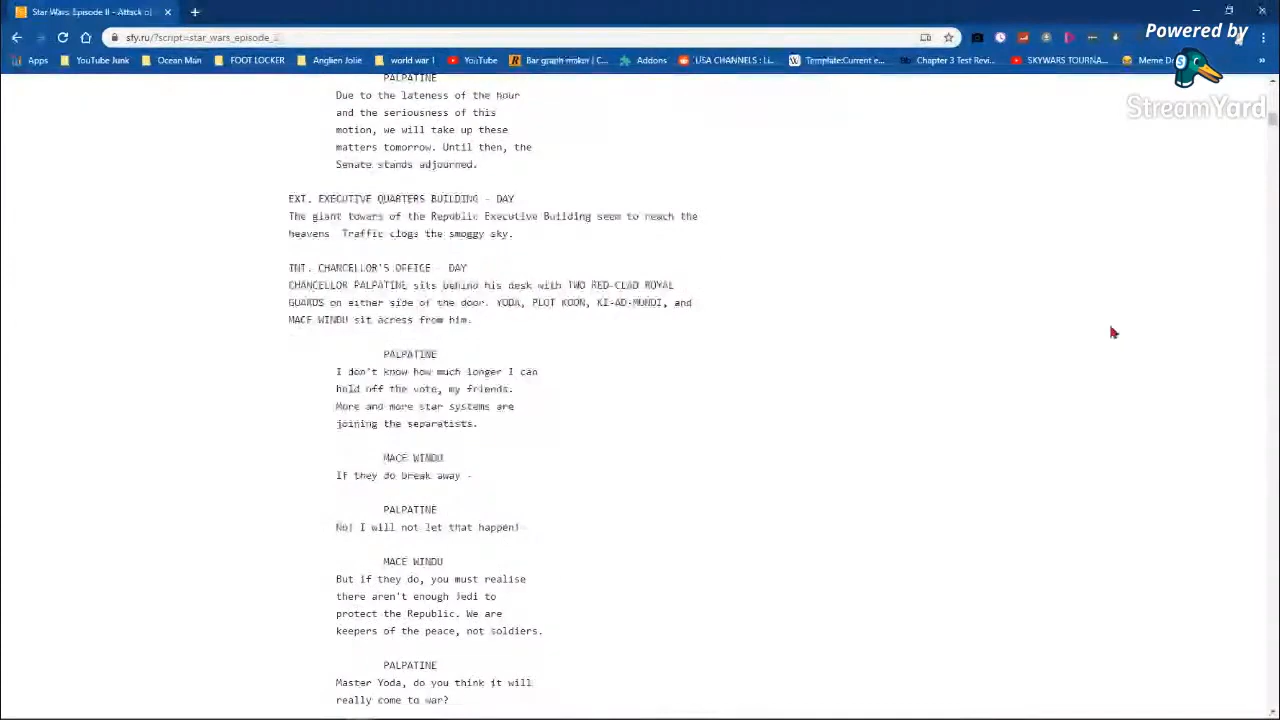 Star Wars: Episode II - Attack of
sfy.ru/?script=star_wars_episode_
Powered by
Apps
YouTube Junk
Ocean Man
FOOT LOCKER
Anglien Jolie
world war I
YouTube
Bar graph maker | C...
Addons
USA CHANNELS : Li...
Template:Current e...
Chapter 3 Test Revi...
SKYWARS TOURNA...
Meme De
StreamYard
PALPATINE
Due to the lateness of the hour
and the seriousness of this
motion, we will take up these
matters tomorrow. Until then, the
Senate stands adjourned.
EXT. EXECUTIVE QUARTERS BUILDING - DAY
The giant towers of the Republic Executive Building seem to reach the
heavens. Traffic clogs the smoggy sky.
INT. CHANCELLOR'S OFFICE - DAY
CHANCELLOR PALPATINE sits behind his desk with TWO RED-CLAD ROYAL
GUARDS on either side of the door. YODA, PLOT KOON, KI-AD-MUNDI, and
MACE WINDU sit across from him.
PALPATINE
I don't know how much longer I can
hold off the vote, my friends.
More and more star systems are
joining the separatists.
MACE WINDU
If they do break away -
PALPATINE
No! I will not let that happen!
MACE WINDU
But if they do, you must realise
there aren't enough Jedi to
protect the Republic. We are
keepers of the peace, not soldiers.
PALPATINE
Master Yoda, do you think it will
really come to war?